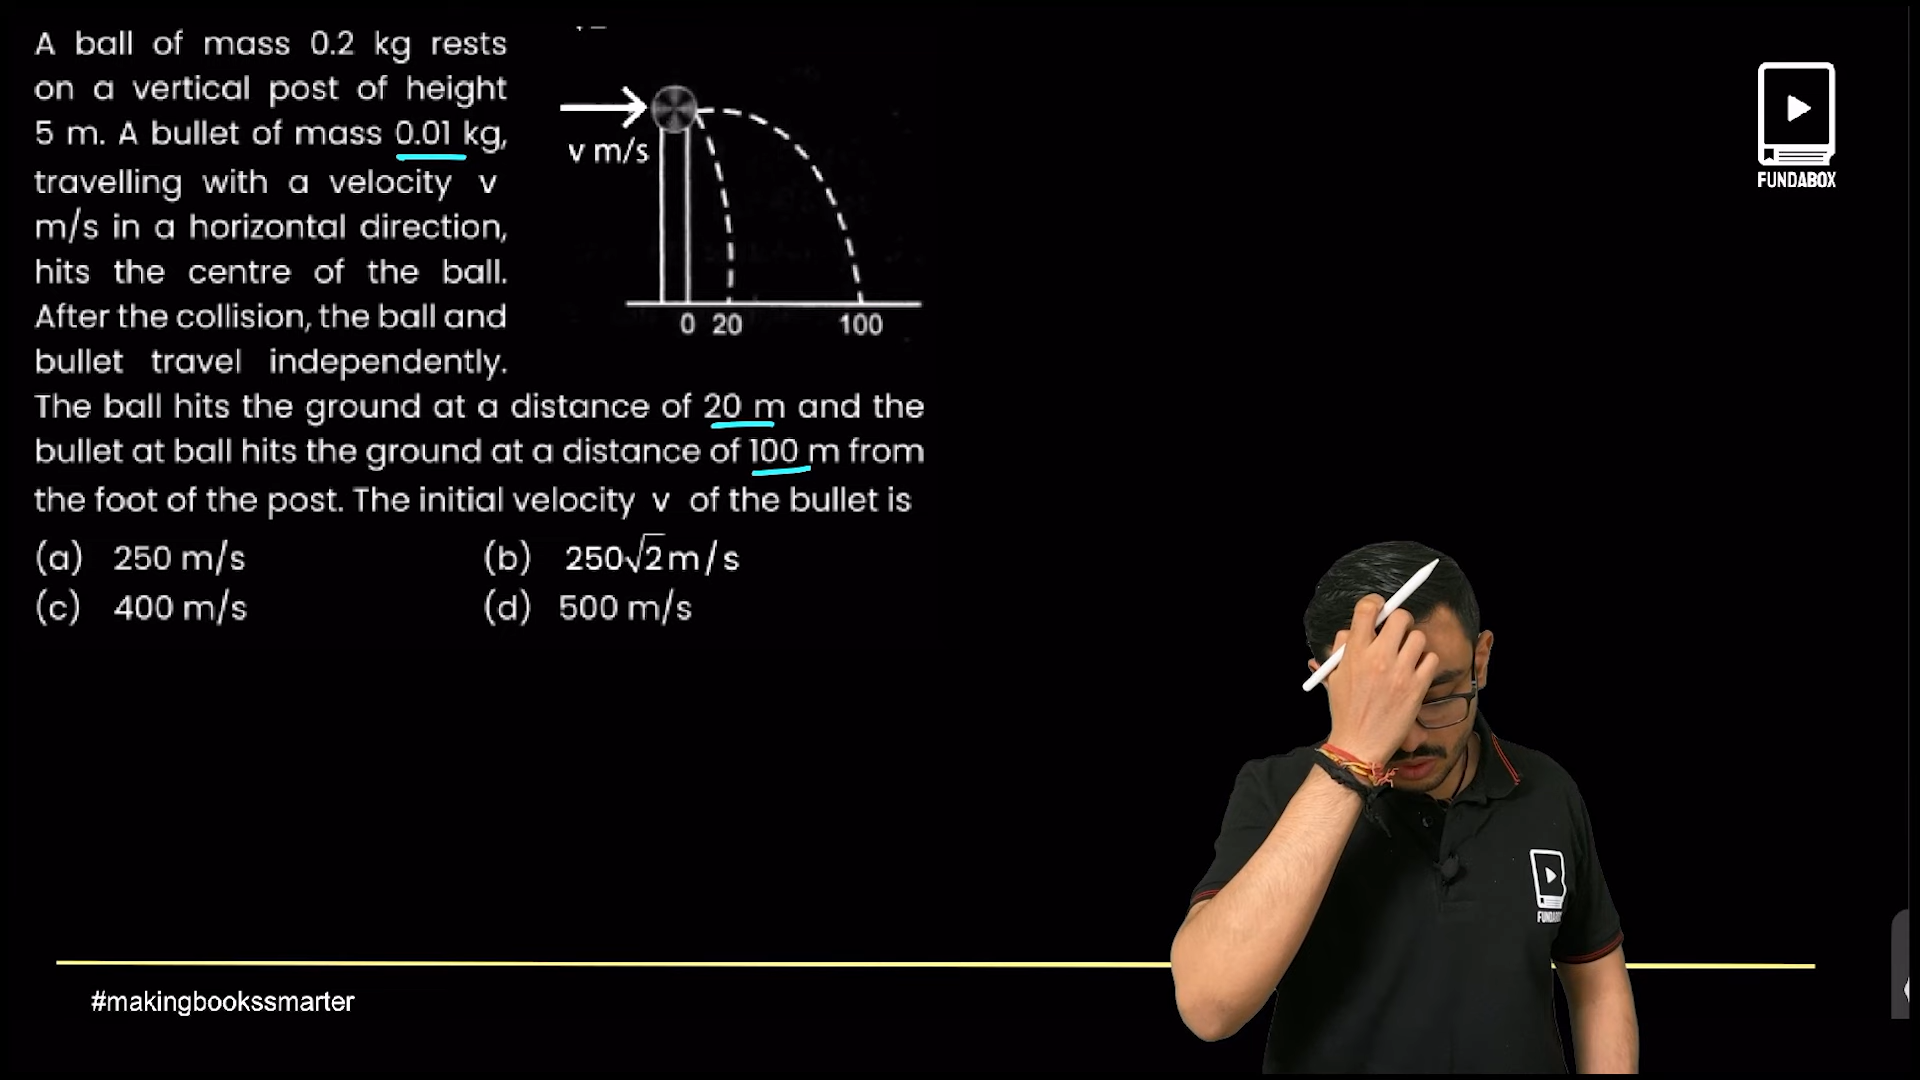 A ball of mass 0.2 kg rests
on a vertical post of height
5 m. A bullet of mass 0.01 kg,
travelling with a velocity v
m/s in a horizontal direction,
hits the centre of the ball.
After the collision, the ball and
bullet travel independently.
The ball hits the ground at a distance of 20 m and the
bullet at ball hits the ground at a distance of 100 m from
the foot of the post. The initial velocity v of the bullet is
(a) 250 m/s (b) 250√2 m/s
(c) 400 m/s (d) 500 m/s
v m/s
0 20 100
FUNDABOX
#makingbookssmarter